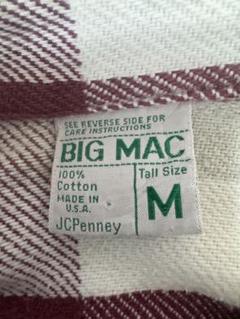 SEE REVERSE SIDE FOR
CARE INSTRUCTIONS
BIG MAC
100%
Cotton
MADE IN
U.S.A.
JCPenney
Tall Size
M